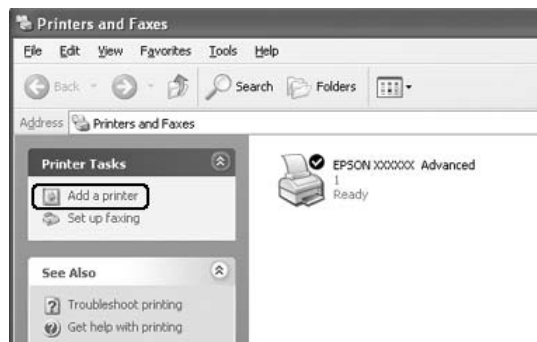 Printers and Faxes
File Edit View Favorites Tools Help
Back Search Folders
Address Printers and Faxes
Printer Tasks
Add a printer
Set up faxing
See Also
Troubleshoot printing
Get help with printing
EPSON XXXXXX Advanced
1
Ready